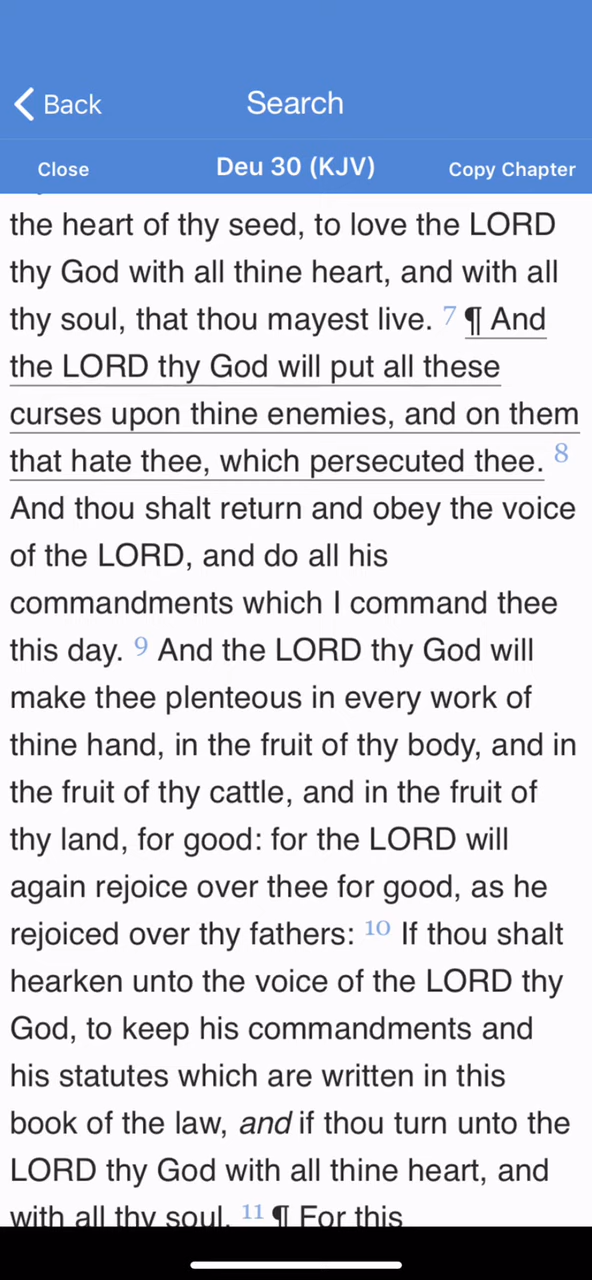 Back
Search
Close
Deu 30 (KJV)
Copy Chapter
the heart of thy seed, to love the LORD
thy God with all thine heart, and with all
thy soul, that thou mayest live. 7 ¶ And
the LORD thy God will put all these
curses upon thine enemies, and on them
that hate thee, which persecuted thee. 8
And thou shalt return and obey the voice
of the LORD, and do all his
commandments which I command thee
this day. 9 And the LORD thy God will
make thee plenteous in every work of
thine hand, in the fruit of thy body, and in
the fruit of thy cattle, and in the fruit of
thy land, for good: for the LORD will
again rejoice over thee for good, as he
rejoiced over thy fathers: 10 If thou shalt
hearken unto the voice of the LORD thy
God, to keep his commandments and
his statutes which are written in this
book of the law, and if thou turn unto the
LORD thy God with all thine heart, and
with all thy soul. 11 ¶ For this